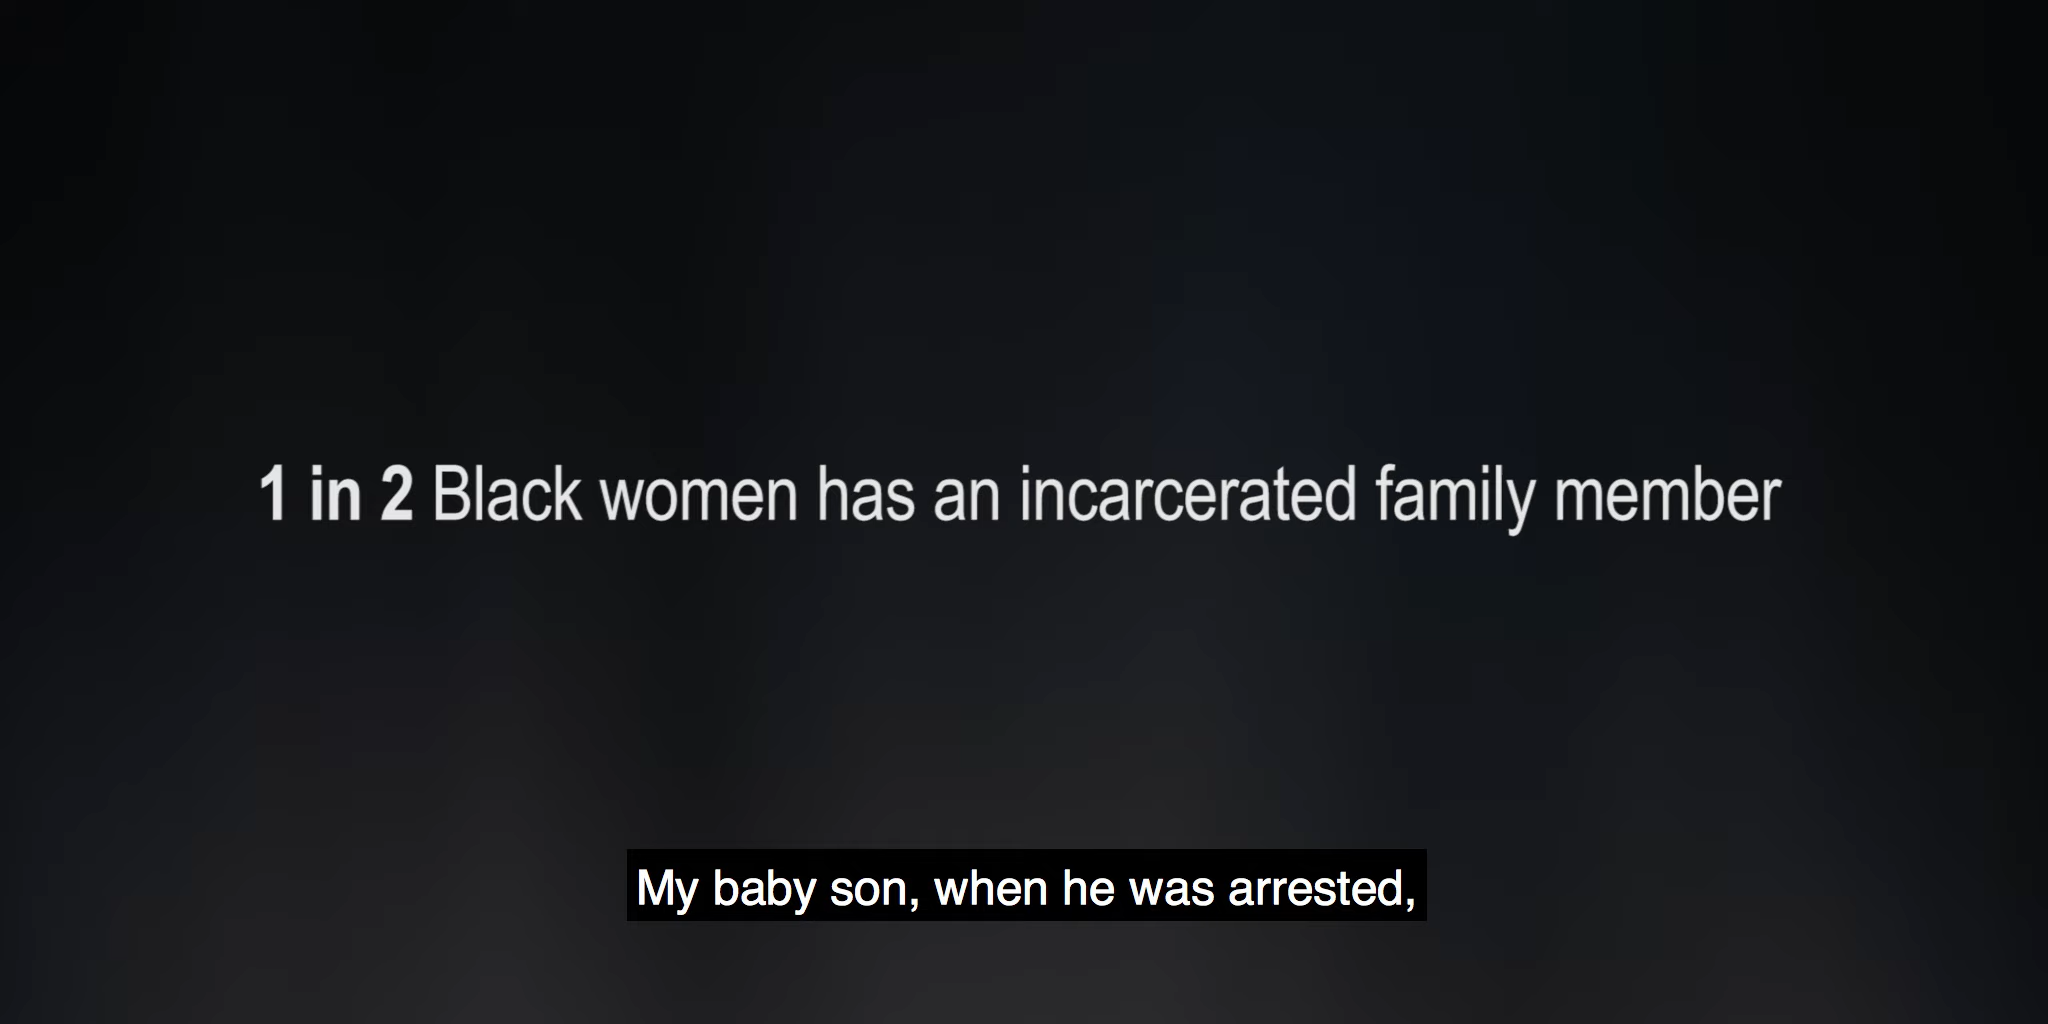 1 in 2 Black women has an incarcerated family member
My baby son, when he was arrested,